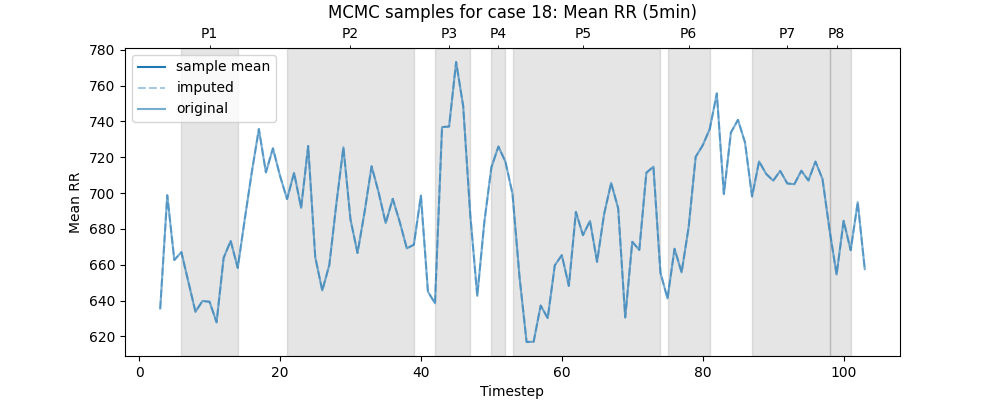 MCMC samples for case 18: Mean RR (5min)
P1 P2 P3 P4 P5 P6 P7 P8
sample mean
imputed
original
780
760
740
720
700
680
660
640
620
Mean RR
0 20 40 60 80 100
Timestep